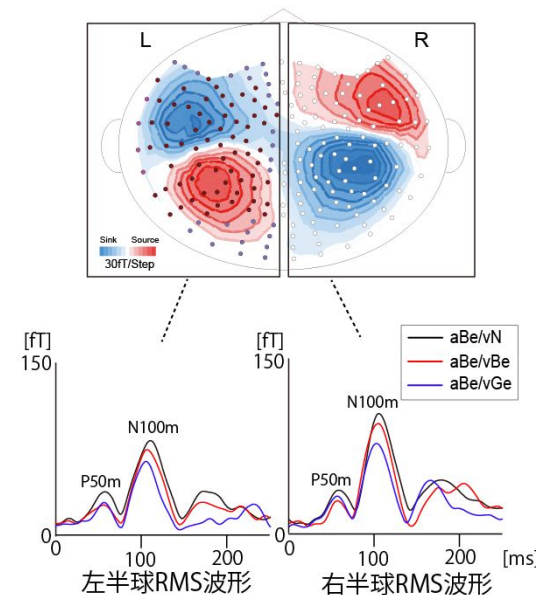 L
R
Sink Source
30fT/Step
[fT]
150
N100m
P50m
0
0
100
200
左半球RMS波形
[fT]
150
aBe/vN
aBe/vBe
aBe/vGe
N100m
P50m
0
0
100
200
[ms]
右半球RMS波形